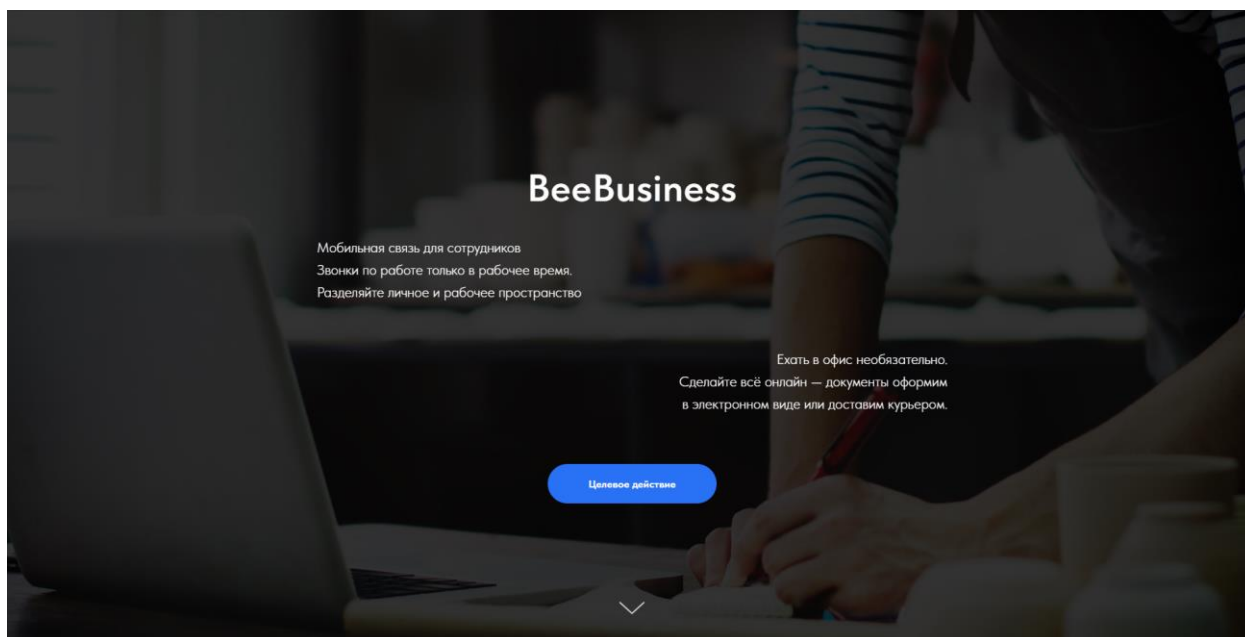 BeeBusiness
Мобильная связь для сотрудников
Звонки по работе только в рабочее время.
Разделяйте личное и рабочее пространство
Ехать в офис необязательно.
Сделайте всё онлайн — документы оформим
в электронном виде или доставим курьером.
Целевое действие